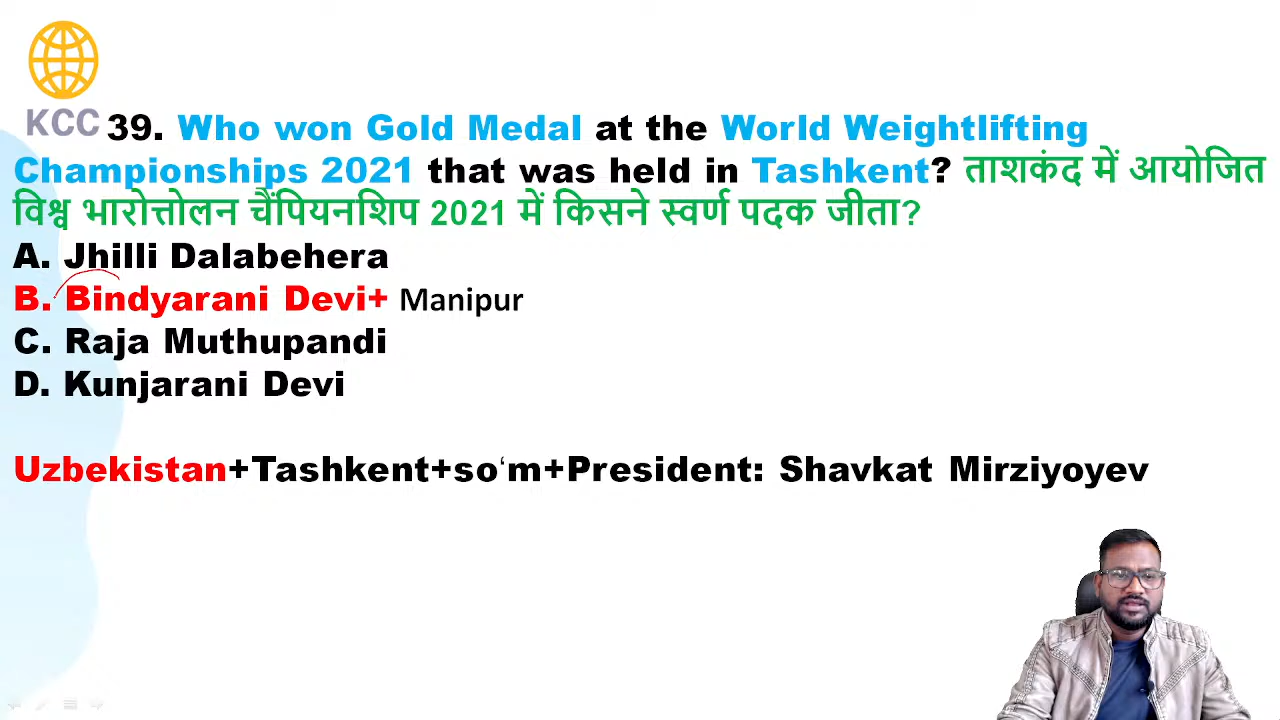 KCC
39. Who won Gold Medal at the World Weightlifting
Championships 2021 that was held in Tashkent? ताशकंद में आयोजित
विश्व भारोत्तोलन चैंपियनशिप 2021 में किसने स्वर्ण पदक जीता?
A. Jhilli Dalabehera
B. Bindyarani Devi+ Manipur
C. Raja Muthupandi
D. Kunjarani Devi
Uzbekistan+Tashkent+soʻm+President: Shavkat Mirziyoyev